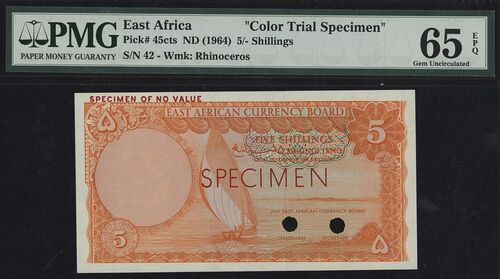 PMG
PAPER MONEY GUARANTY
East Africa "Color Trial Specimen"
Pick# 45cts ND (1964) 5/- Shillings
S/N 42 - Wmk: Rhinoceros
65 EPQ
Gem Uncirculated
SPECIMEN OF NO VALUE
EAST AFRICAN CURRENCY BOARD
٥ 5
FIVE SHILLINGS
SPECIMEN
FOR EAST AFRICAN CURRENCY BOARD
CHAIRMAN SECRETARY
5 ٥